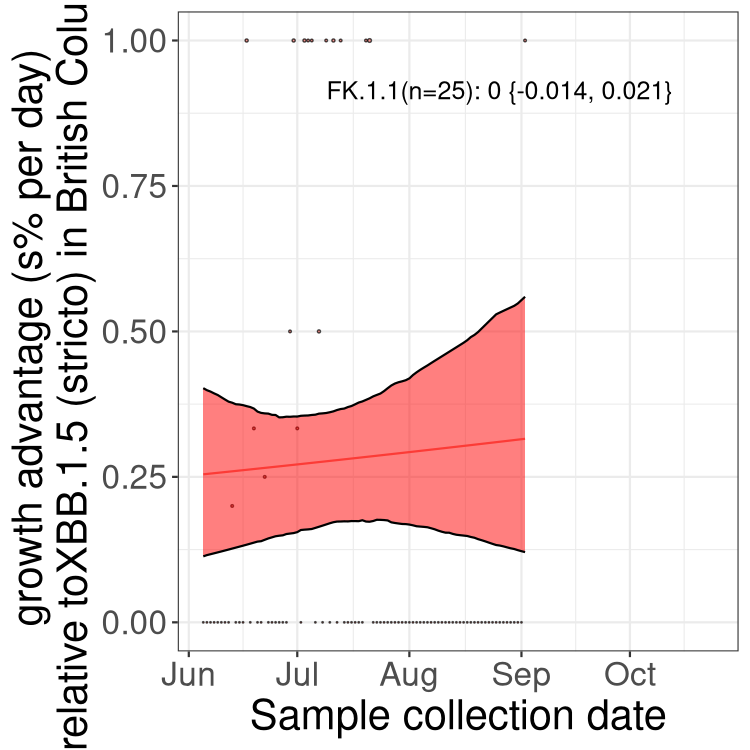 growth advantage (s% per day)
relative toXBB.1.5 (stricto) in British Colu
1.00
0.75
0.50
0.25
0.00
FK.1.1(n=25): 0 {-0.014, 0.021}
Jun Jul Aug Sep Oct
Sample collection date